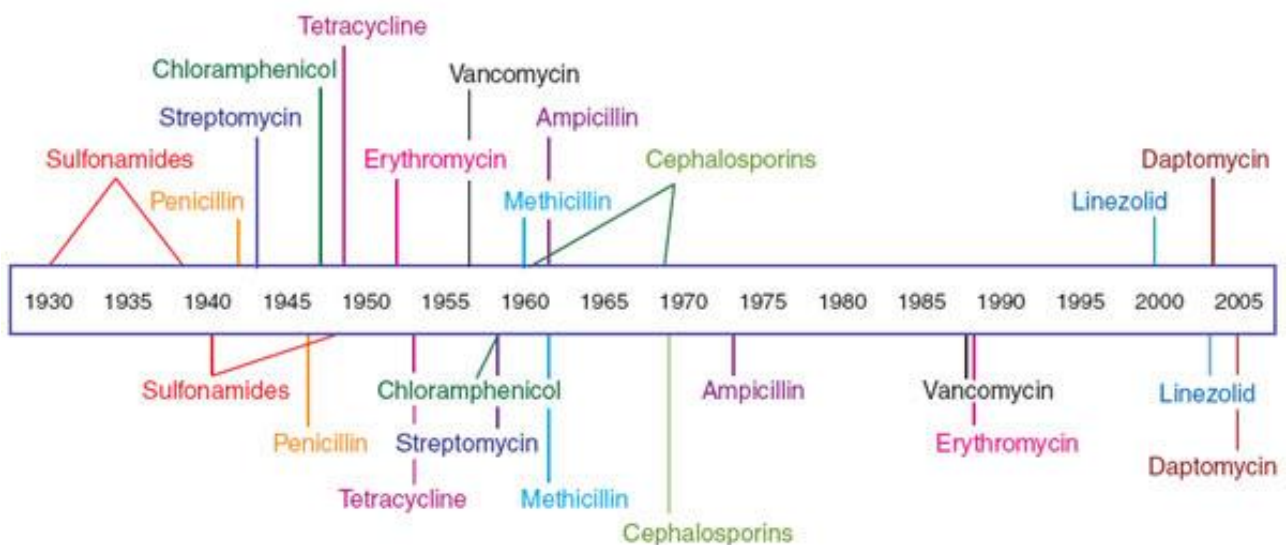 Tetracycline
Chloramphenicol
Vancomycin
Streptomycin
Ampicillin
Sulfonamides
Erythromycin
Cephalosporins
Daptomycin
Penicillin
Methicillin
Linezolid
1930 1935 1940 1945 1950 1955 1960 1965 1970 1975 1980 1985 1990 1995 2000 2005
Sulfonamides
Chloramphenicol
Ampicillin
Vancomycin
Linezolid
Penicillin
Streptomycin
Erythromycin
Daptomycin
Tetracycline
Methicillin
Cephalosporins